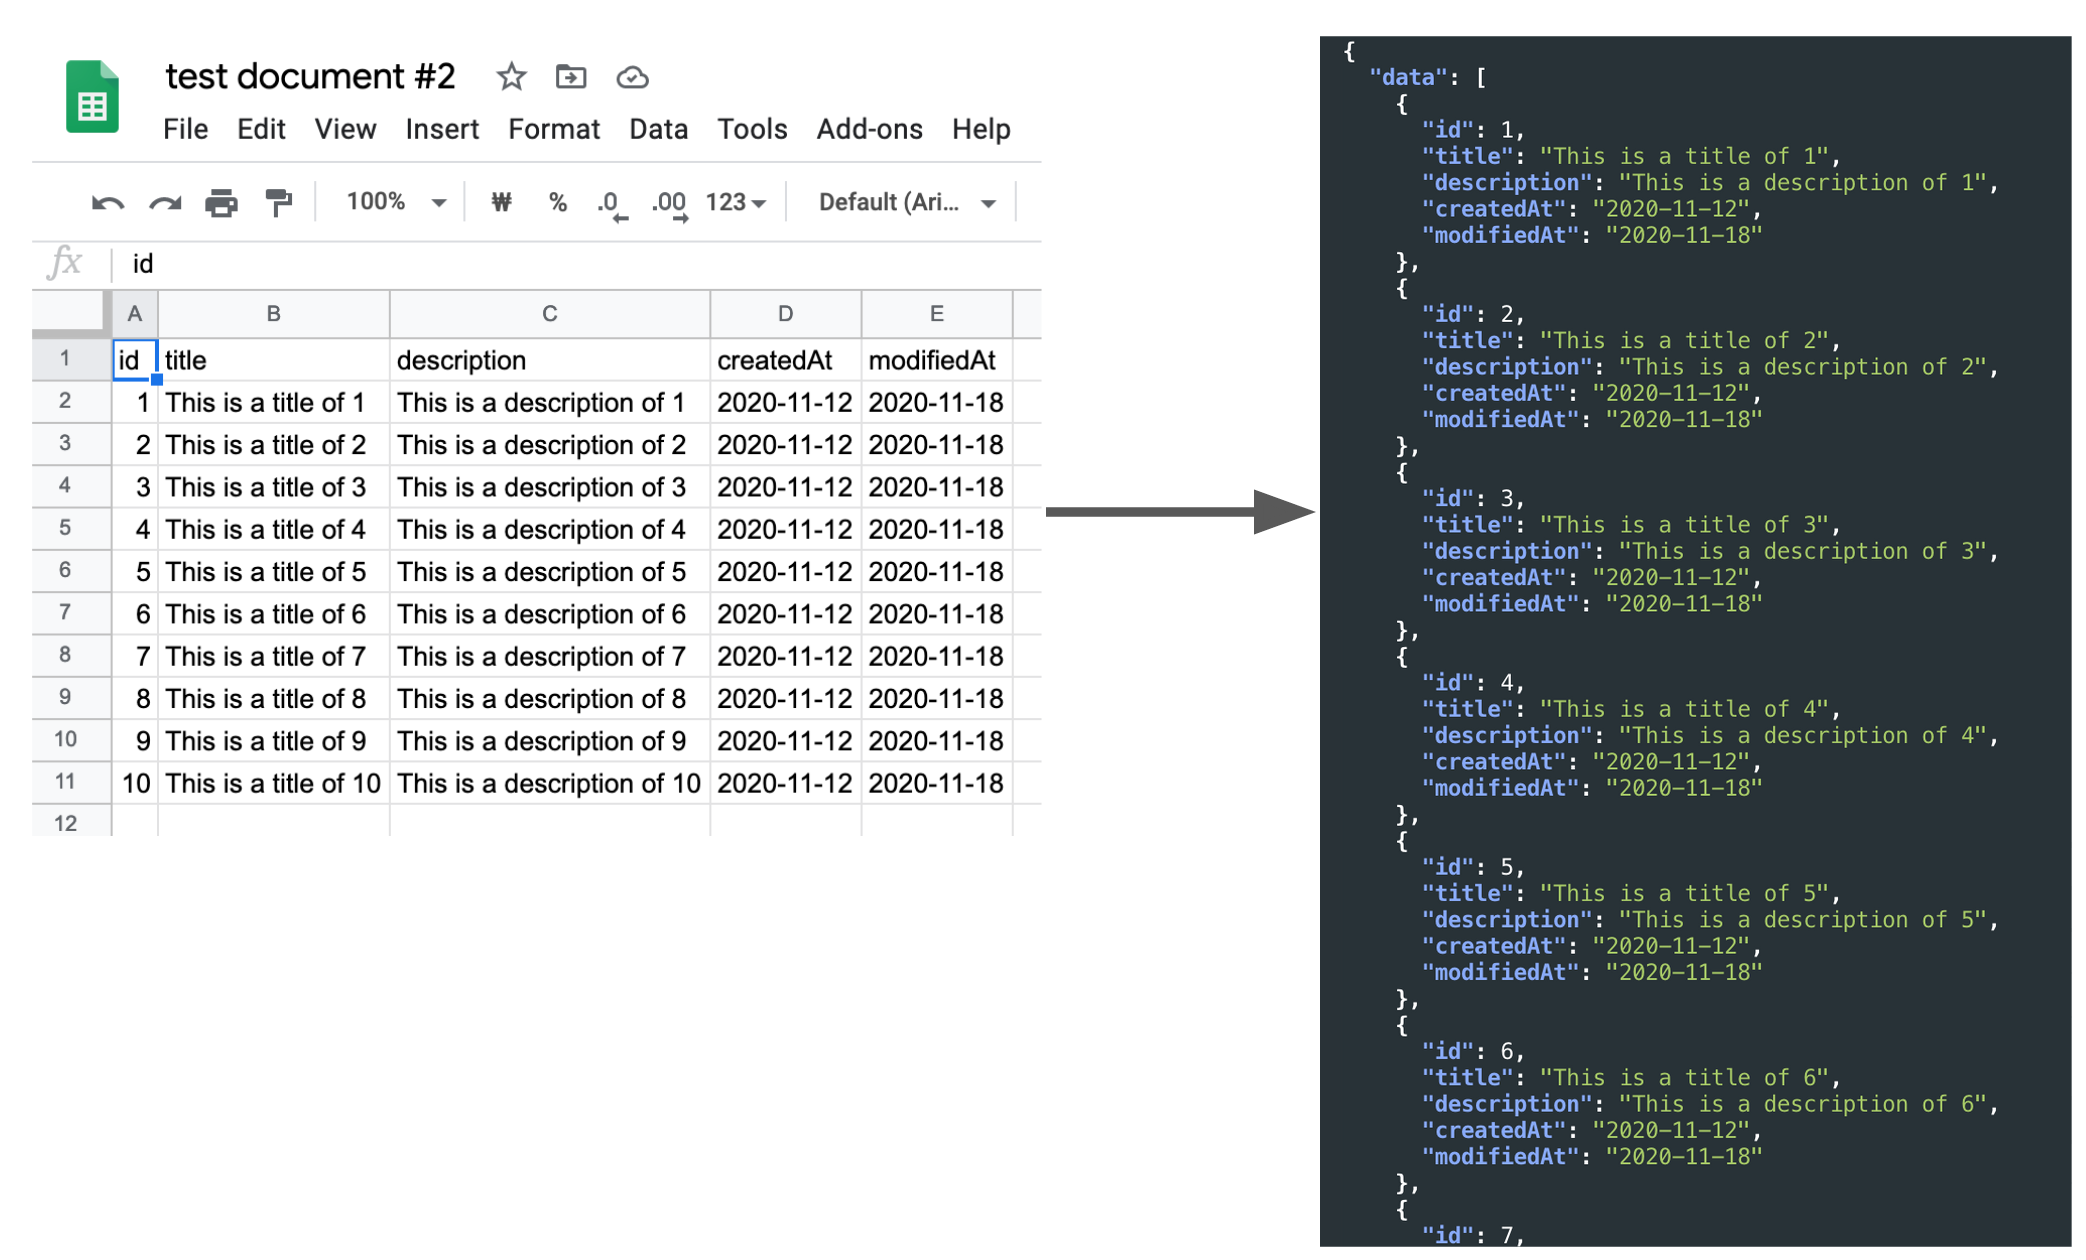 test document #2
File Edit View Insert Format Data Tools Add-ons Help
100% ₩ % .0 .00 123 Default (Ari...
fx id
A B C D E
1 id title description createdAt modifiedAt
2 1 This is a title of 1 This is a description of 1 2020-11-12 2020-11-18
3 2 This is a title of 2 This is a description of 2 2020-11-12 2020-11-18
4 3 This is a title of 3 This is a description of 3 2020-11-12 2020-11-18
5 4 This is a title of 4 This is a description of 4 2020-11-12 2020-11-18
6 5 This is a title of 5 This is a description of 5 2020-11-12 2020-11-18
7 6 This is a title of 6 This is a description of 6 2020-11-12 2020-11-18
8 7 This is a title of 7 This is a description of 7 2020-11-12 2020-11-18
9 8 This is a title of 8 This is a description of 8 2020-11-12 2020-11-18
10 9 This is a title of 9 This is a description of 9 2020-11-12 2020-11-18
11 10 This is a title of 10 This is a description of 10 2020-11-12 2020-11-18
12
{
"data": [
{
"id": 1,
"title": "This is a title of 1",
"description": "This is a description of 1",
"createdAt": "2020-11-12",
"modifiedAt": "2020-11-18"
},
{
"id": 2,
"title": "This is a title of 2",
"description": "This is a description of 2",
"createdAt": "2020-11-12",
"modifiedAt": "2020-11-18"
},
{
"id": 3,
"title": "This is a title of 3",
"description": "This is a description of 3",
"createdAt": "2020-11-12",
"modifiedAt": "2020-11-18"
},
{
"id": 4,
"title": "This is a title of 4",
"description": "This is a description of 4",
"createdAt": "2020-11-12",
"modifiedAt": "2020-11-18"
},
{
"id": 5,
"title": "This is a title of 5",
"description": "This is a description of 5",
"createdAt": "2020-11-12",
"modifiedAt": "2020-11-18"
},
{
"id": 6,
"title": "This is a title of 6",
"description": "This is a description of 6",
"createdAt": "2020-11-12",
"modifiedAt": "2020-11-18"
},
{
"id": 7,